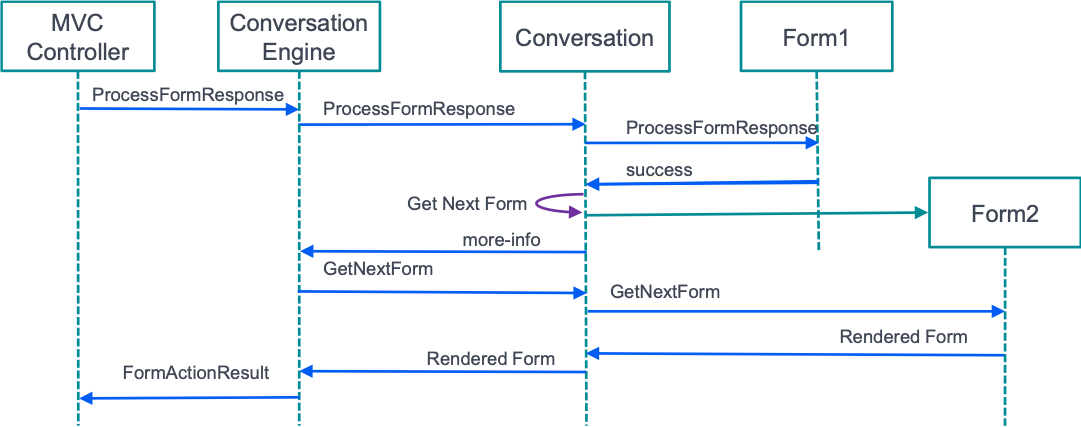 MVC
Controller
Conversation
Engine
Conversation
Form1
ProcessFormResponse
ProcessFormResponse
ProcessFormResponse
success
Get Next Form
Form2
more-info
GetNextForm
GetNextForm
Rendered Form
Rendered Form
FormActionResult